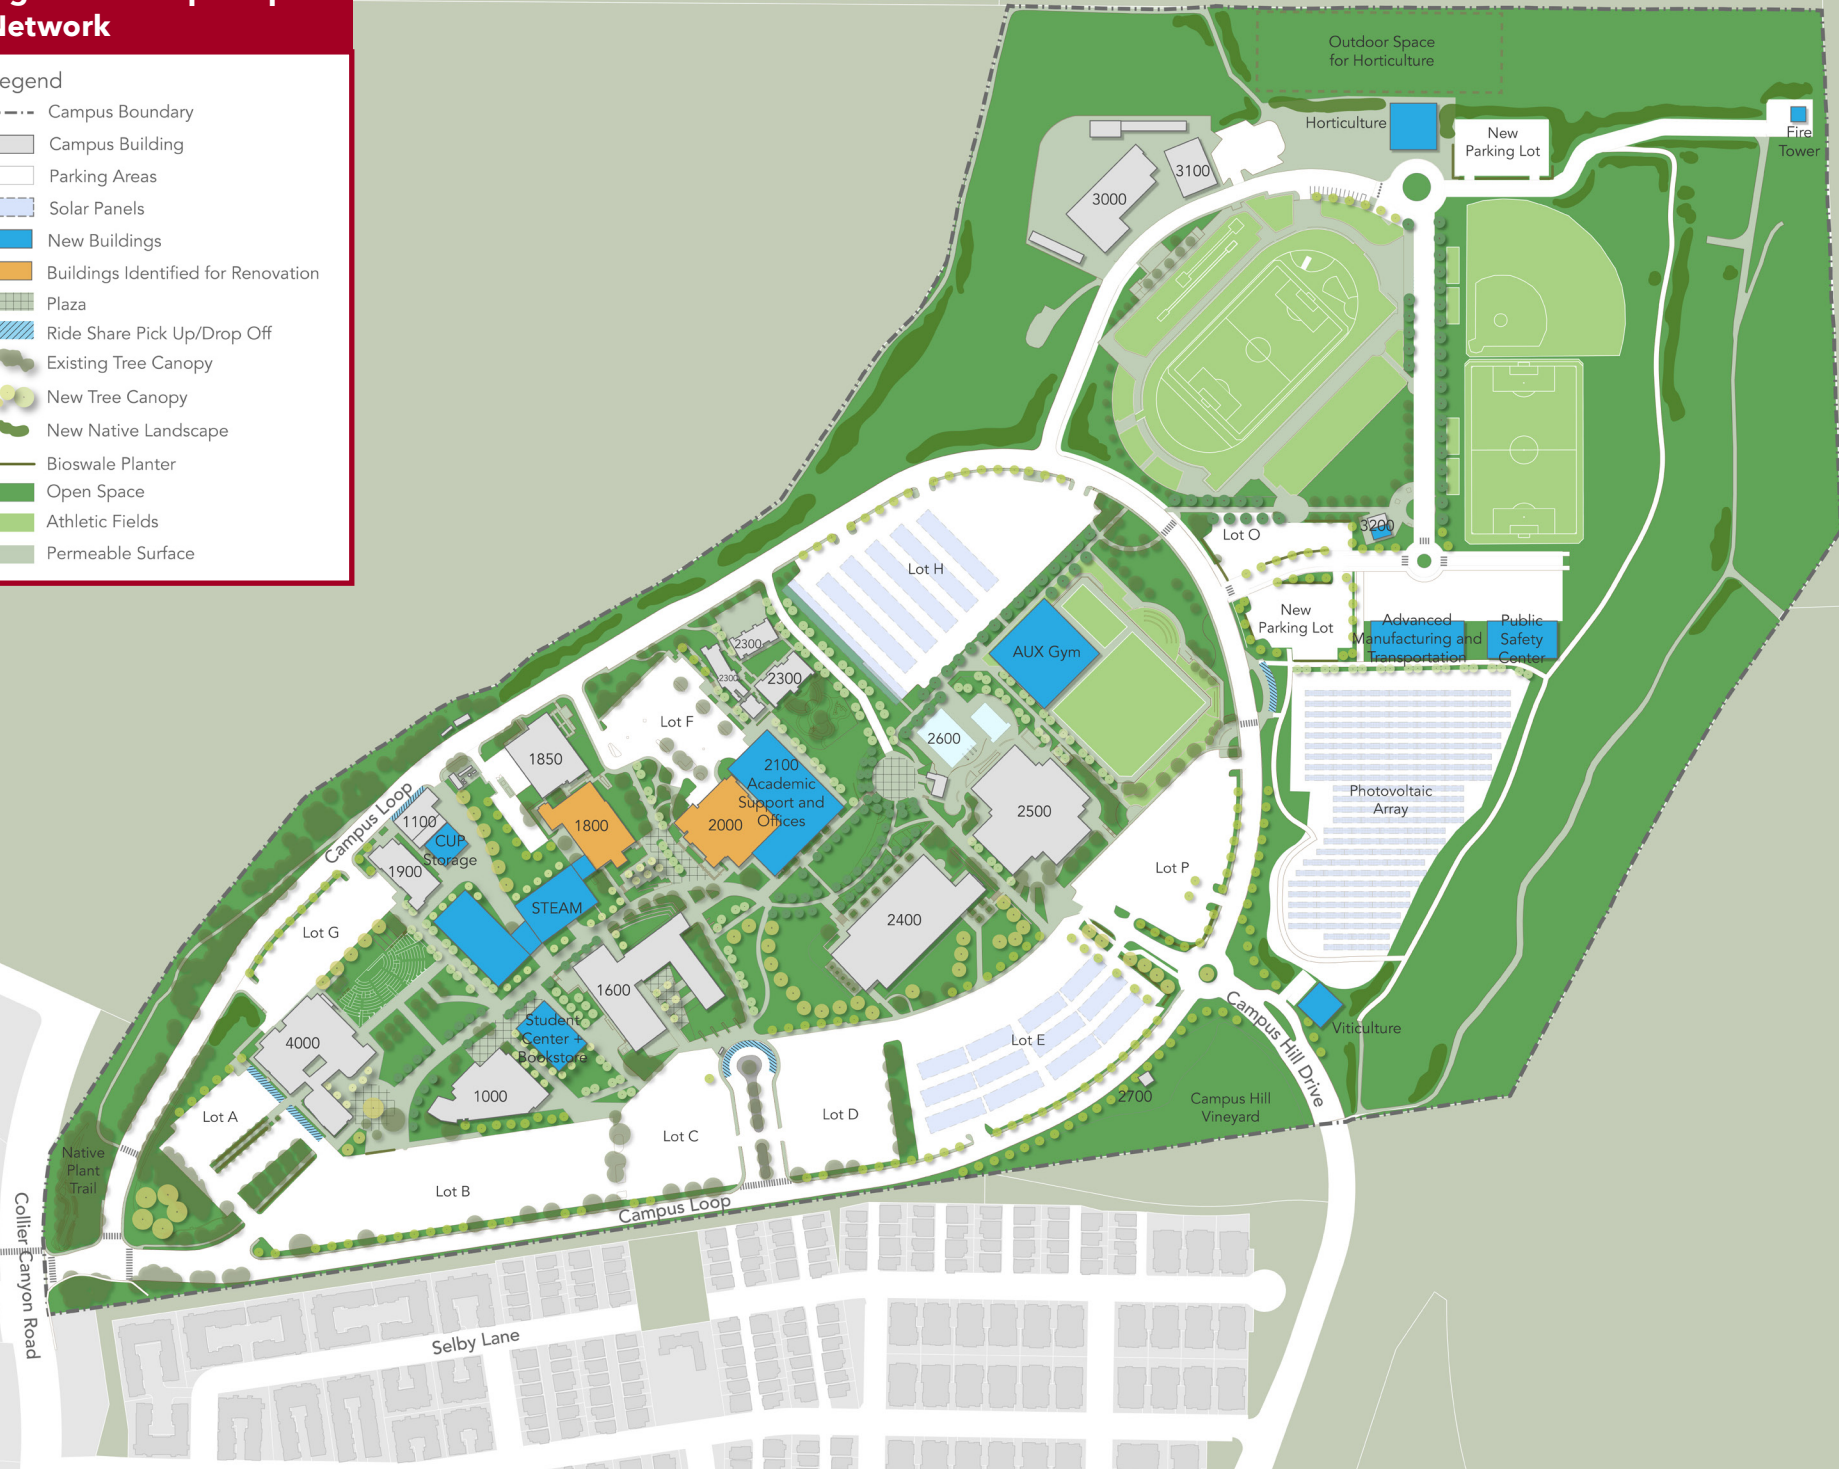 Network
Legend
Campus Boundary
Campus Building
Parking Areas
Solar Panels
New Buildings
Buildings Identified for Renovation
Plaza
Ride Share Pick Up/Drop Off
Existing Tree Canopy
New Tree Canopy
New Native Landscape
Bioswale Planter
Open Space
Athletic Fields
Permeable Surface
Outdoor Space
for Horticulture
Horticulture
New
Parking Lot
Fire
Tower
3100
3000
3200
Lot O
Lot H
New
Parking Lot
Advanced
Manufacturing and
Transportation
Public
Safety
Center
AUX Gym
2300
2300
2300
Lot F
2600
1850
2100
Academic
Support and
Offices
2000
1800
2500
Photovoltaic
Array
Campus Loop
1100
CUP
Storage
1900
Lot P
STEAM
2400
Lot G
1600
Student
Center +
Bookstore
4000
1000
Lot E
Campus Hill Drive
Viticulture
2700
Campus Hill
Vineyard
Lot A
Lot D
Lot C
Native
Plant
Trail
Lot B
Campus Loop
Collier Canyon Road
Selby Lane